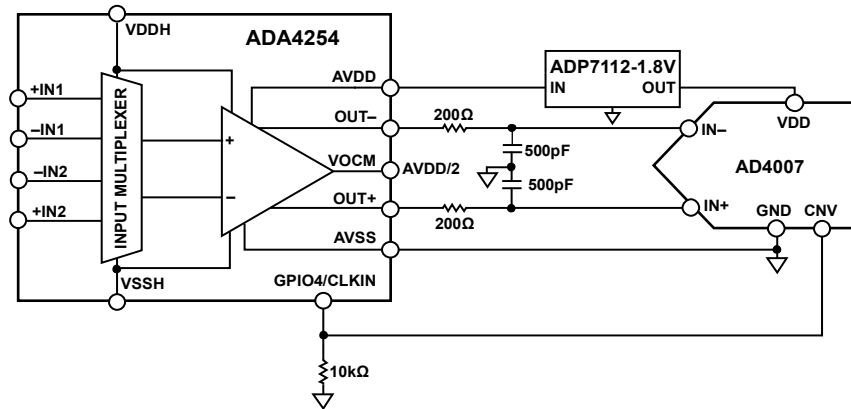 VDDH
ADA4254
ADP7112-1.8V
AVDD
IN
OUT
+IN1
OUT–
200Ω
IN–
VDD
–IN1
INPUT MULTIPLEXER
+
500pF
VOCM
AVDD/2
AD4007
–IN2
–
500pF
+IN2
OUT+
200Ω
IN+
GND
CNV
AVSS
VSSH
GPIO4/CLKIN
10kΩ